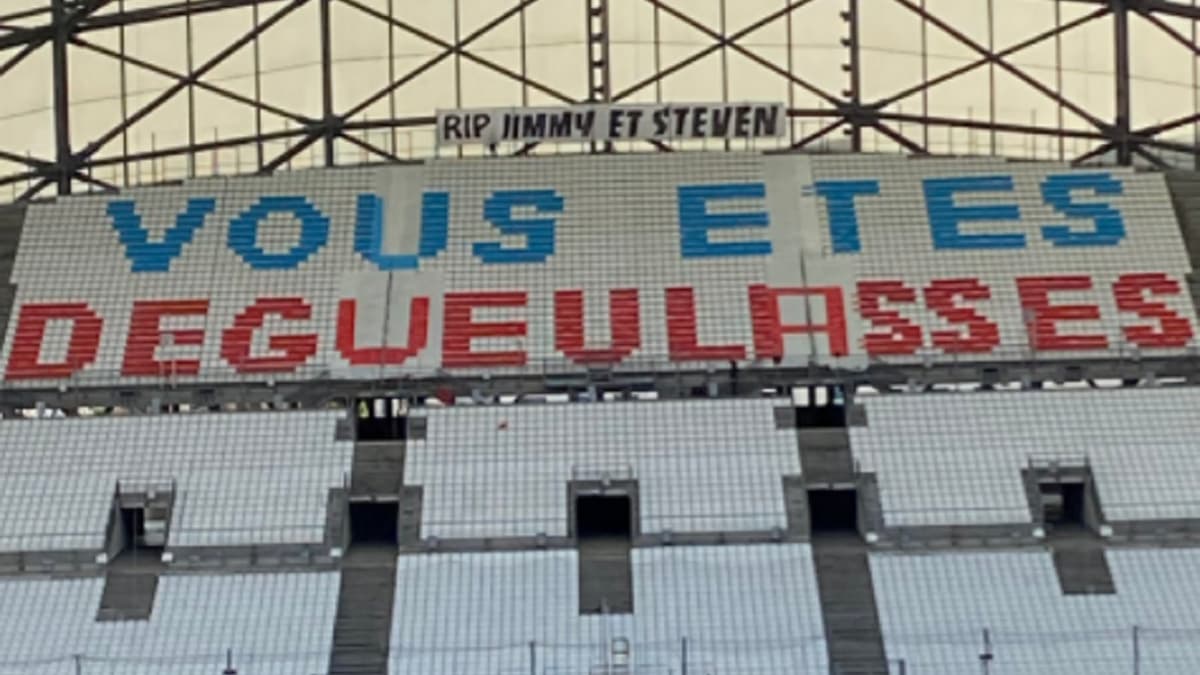 RIP JIMMY ET STEVEN
VOUS ETES
DEGUEULASSES